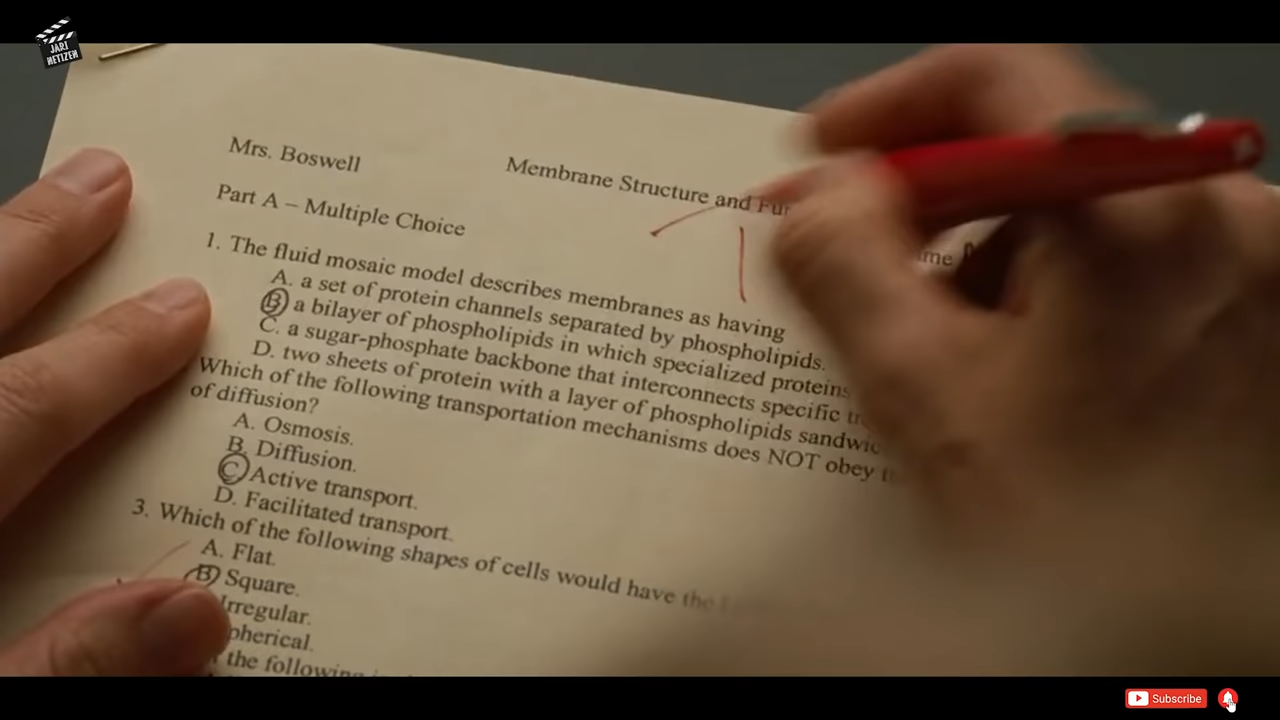 JARI
NETIZEN
Mrs. Boswell
Membrane Structure and
Part A – Multiple Choice
1. The fluid mosaic model describes membranes as having
A. a set of protein channels separated by phospholipids.
B. a bilayer of phospholipids in which specialized proteins
C. a sugar-phosphate backbone that interconnects specific
D. two sheets of protein with a layer of phospholipids
Which of the following transportation mechanisms does NOT obey
of diffusion?
A. Osmosis.
B. Diffusion.
C. Active transport.
D. Facilitated transport.
3. Which of the following shapes of cells would have the
A. Flat.
B. Square.
Irregular.
pherical.
the following
Subscribe